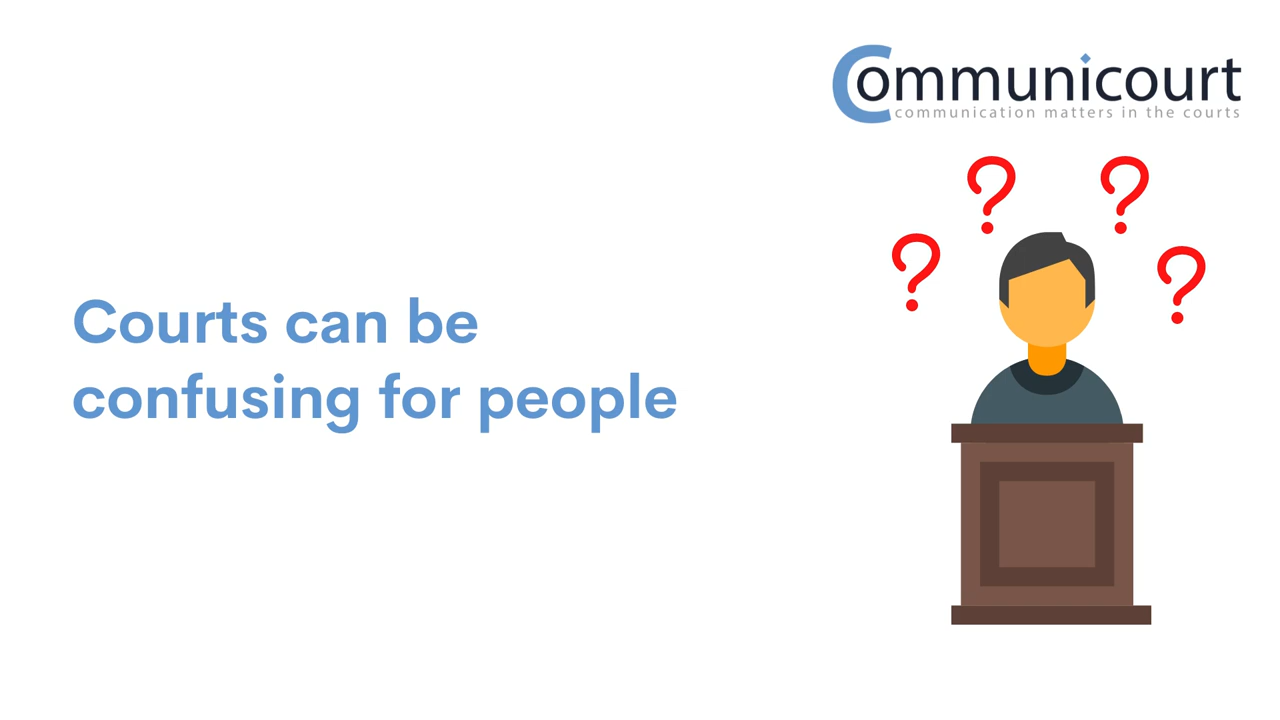 Communicourt
communication matters in the courts
? ? ? ?
Courts can be
confusing for people